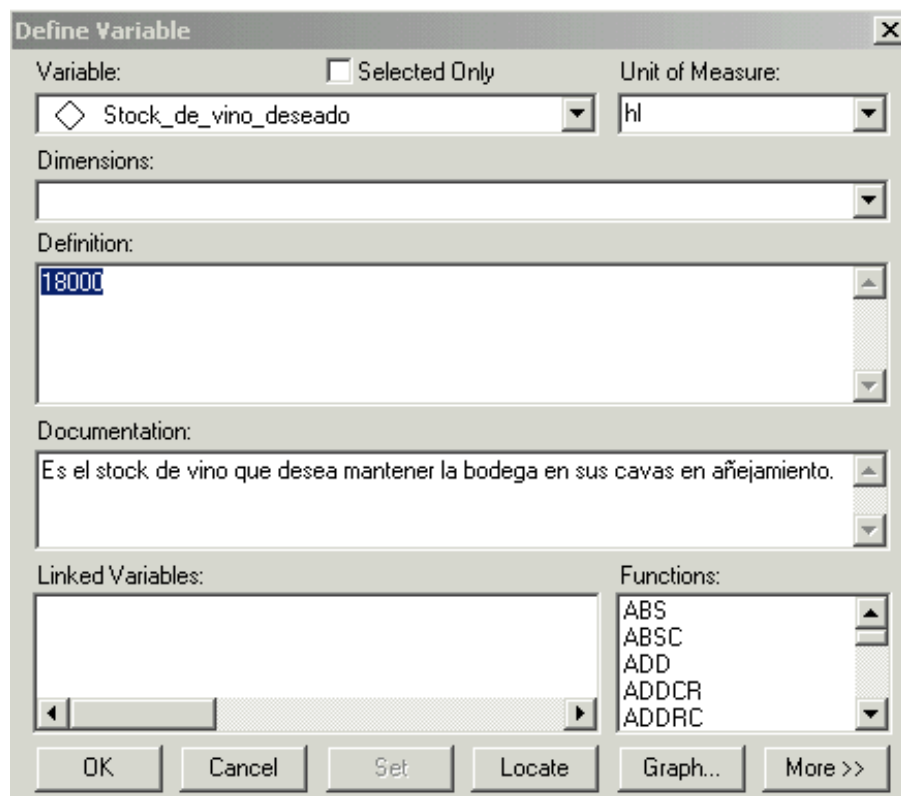 Define Variable
Variable: Selected Only Unit of Measure:
Stock_de_vino_deseado hl
Dimensions:
Definition:
18000
Documentation:
Es el stock de vino que desea mantener la bodega en sus cavas en añejamiento.
Linked Variables: Functions:
ABS
ABSC
ADD
ADDCR
ADDRC
OK Cancel Set Locate Graph... More >>